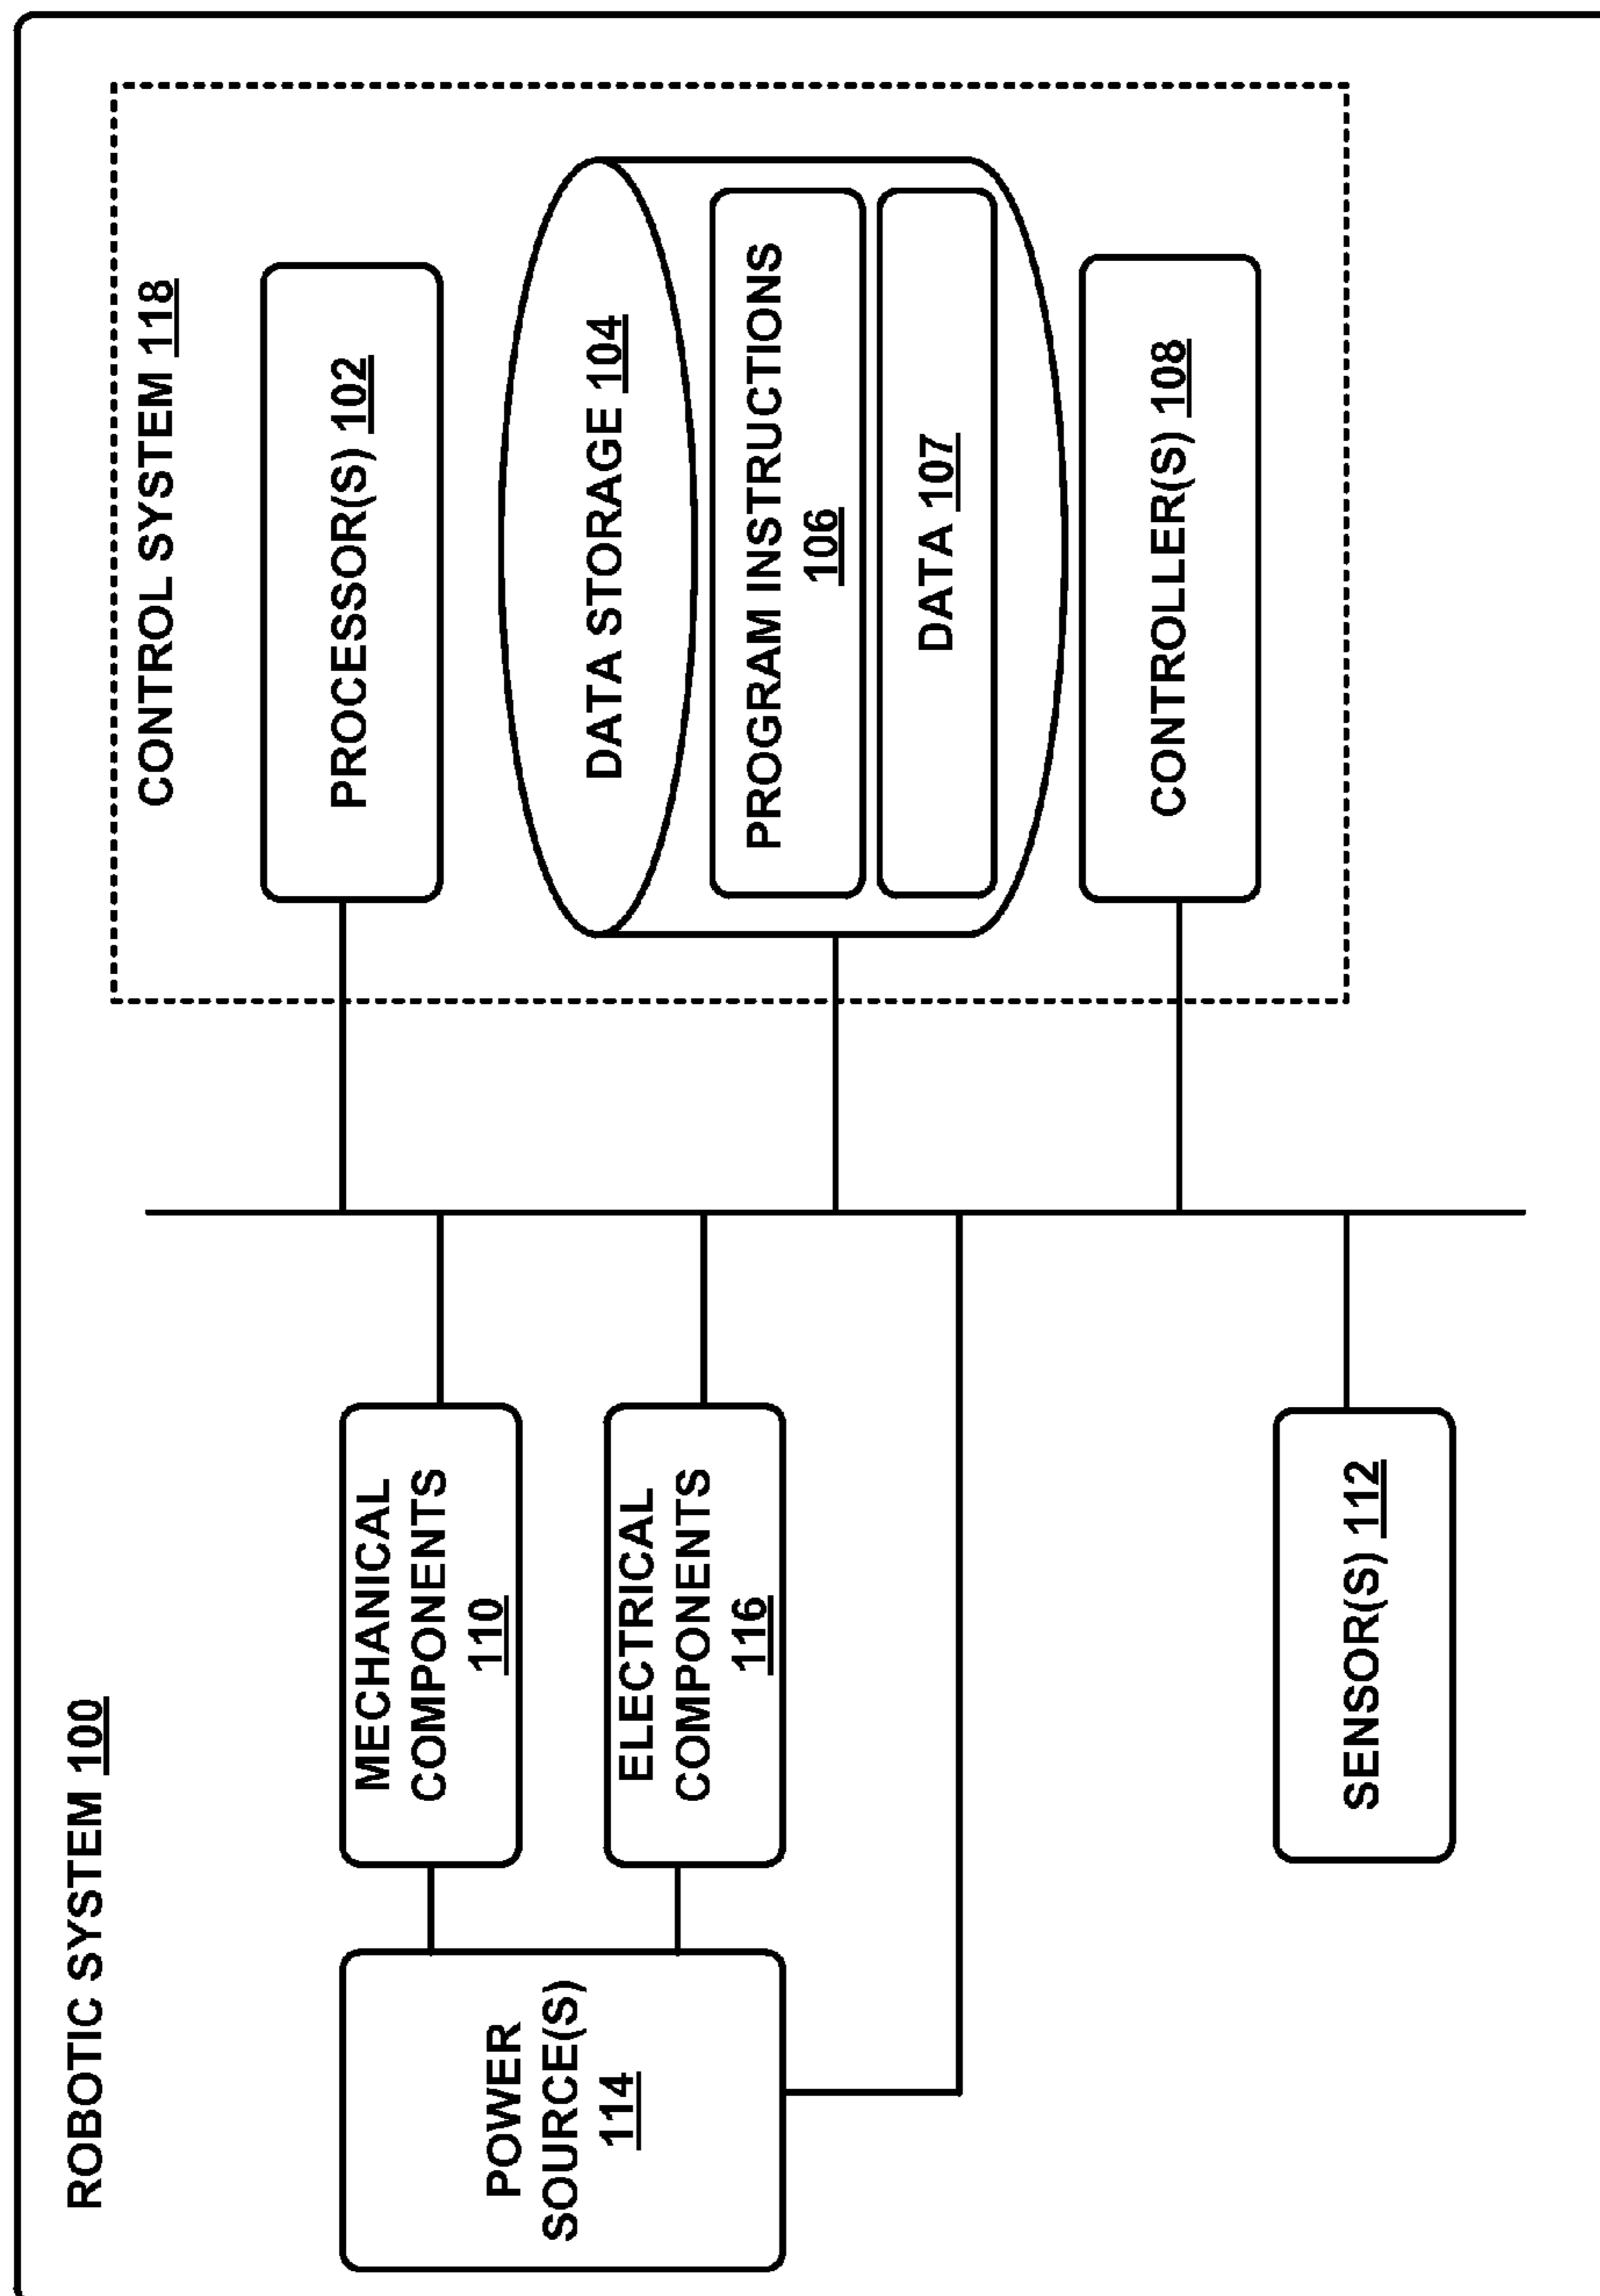 ROBOTIC SYSTEM 100
CONTROL SYSTEM 118
POWER
SOURCE(S)
114
MECHANICAL
COMPONENTS
110
ELECTRICAL
COMPONENTS
116
SENSOR(S) 112
PROCESSOR(S) 102
DATA STORAGE 104
PROGRAM INSTRUCTIONS
106
DATA 107
CONTROLLER(S) 108